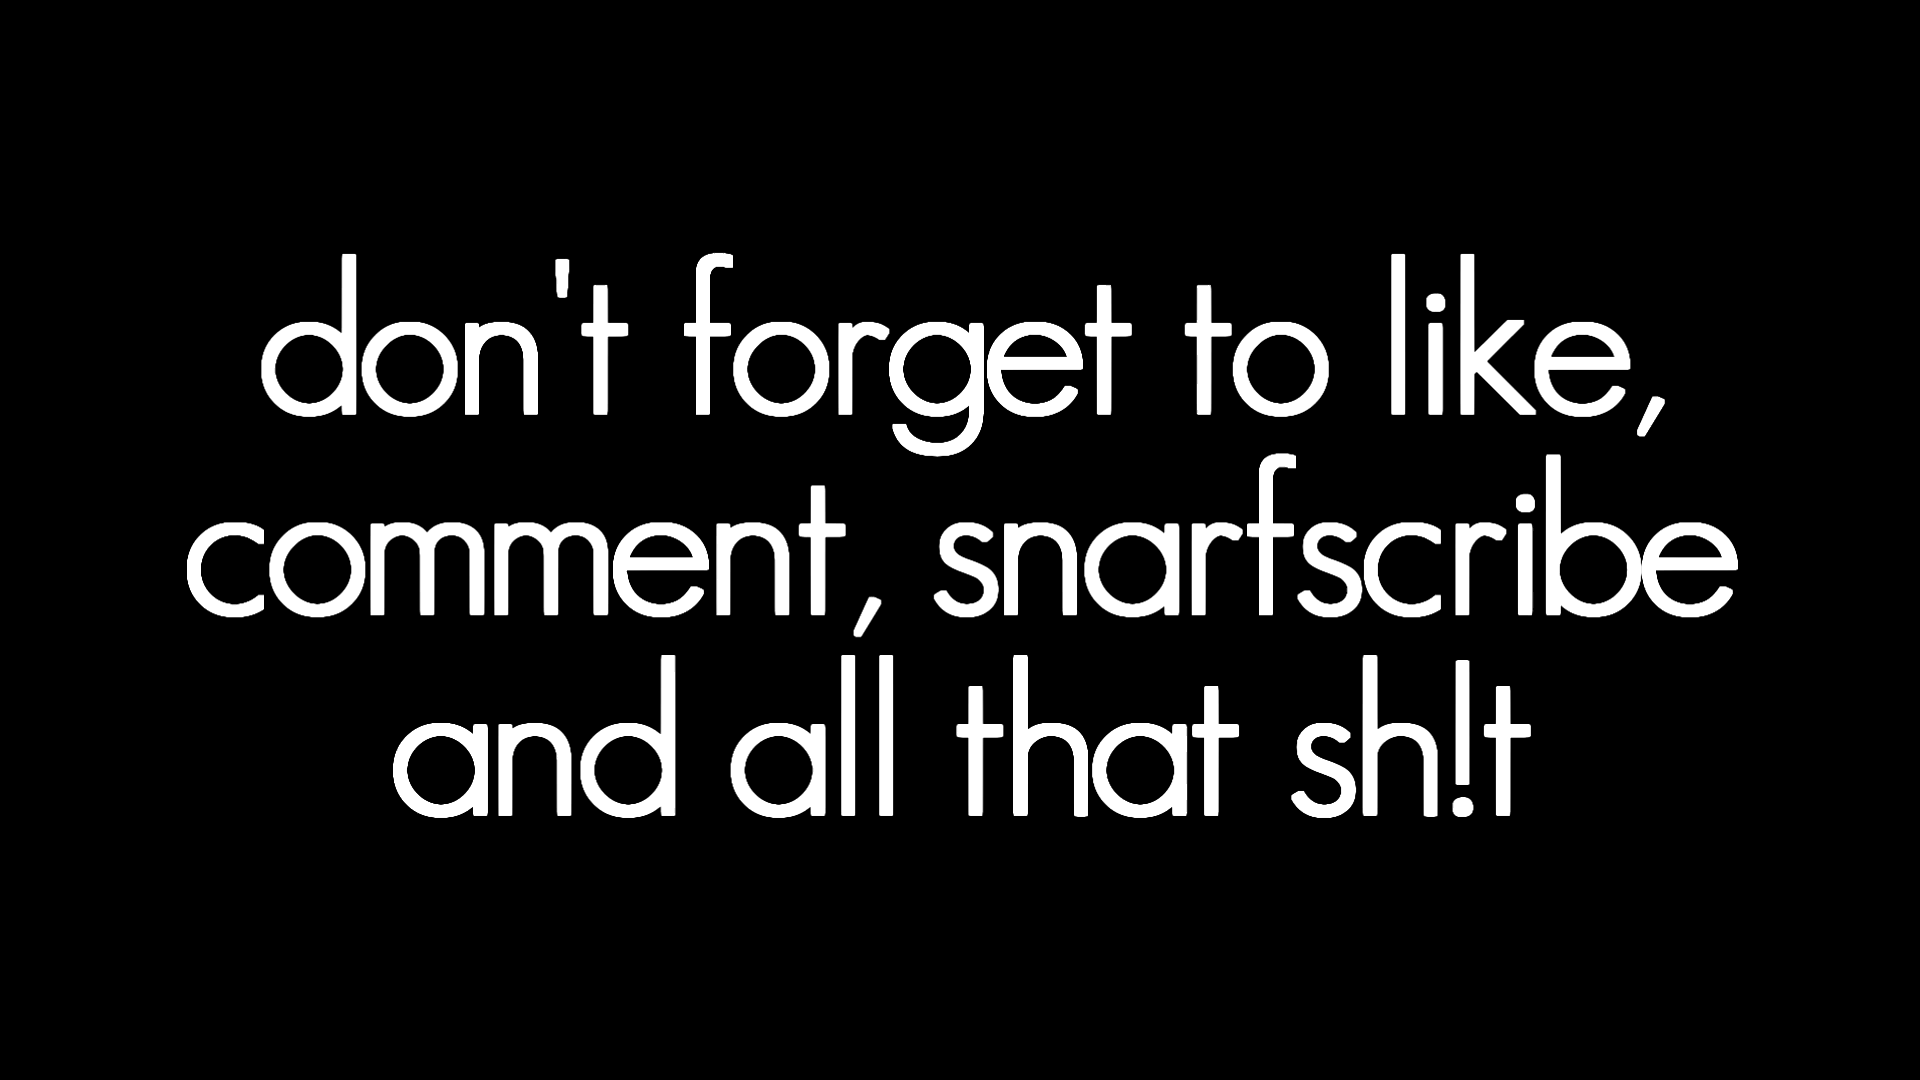 don't forget to like,
comment, snarfscribe
and all that sh!t